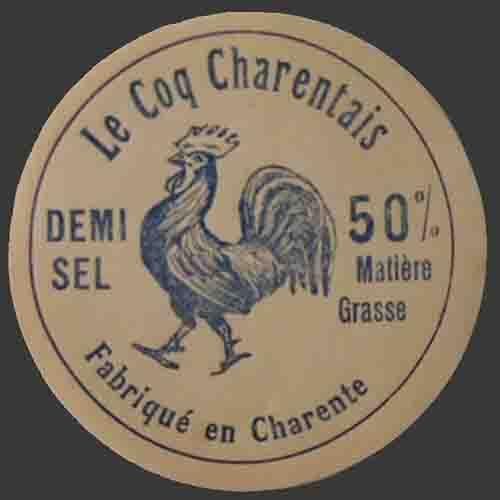 Le Coq Charentais
DEMI
SEL
50%
Matière
Grasse
Fabriqué en Charente